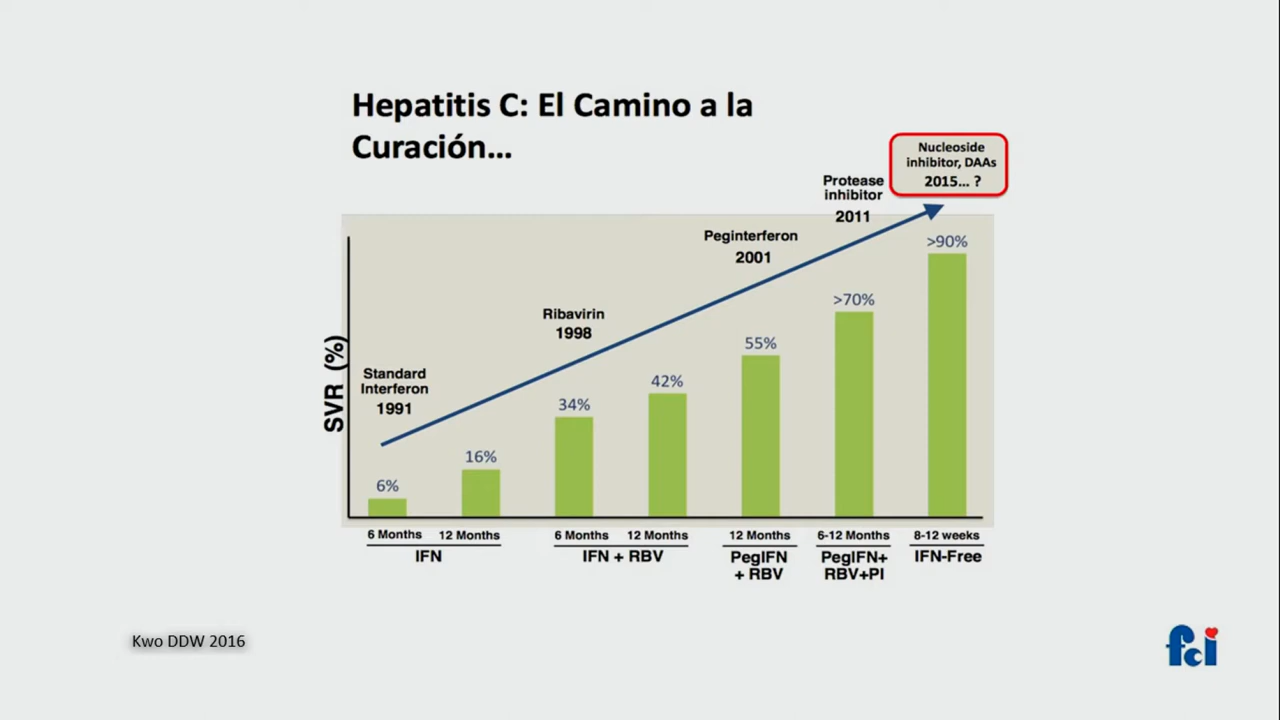 Hepatitis C: El Camino a la
Curación...
Nucleoside
inhibitor, DAAs
2015... ?
Protease
inhibitor
2011
Peginterferon
2001
Ribavirin
1998
Standard
Interferon
1991
SVR (%)
6%
16%
34%
42%
55%
>70%
>90%
6 Months
12 Months
6 Months
12 Months
12 Months
6-12 Months
8-12 weeks
IFN
IFN + RBV
PegIFN
+ RBV
PegIFN+
RBV+PI
IFN-Free
Kwo DDW 2016
fci